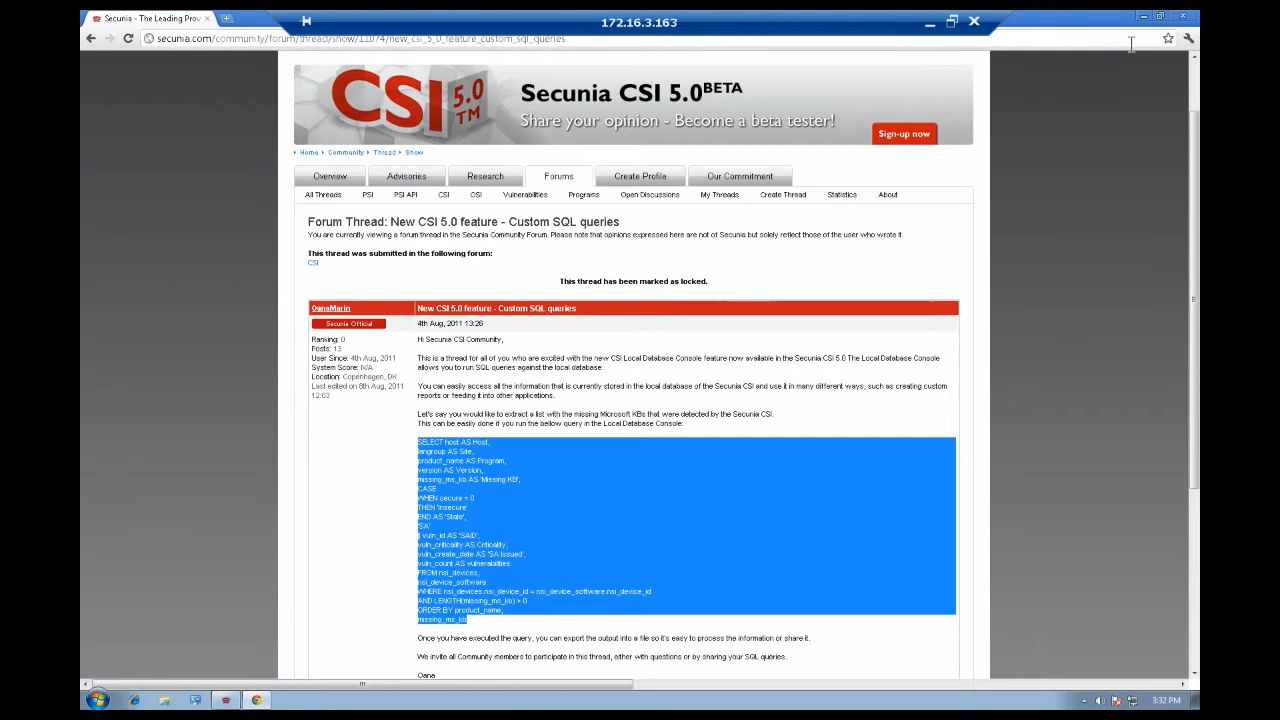 Secunia - The Leading Prov
172.16.3.163
secunia.com/community/forum/thread/show/11074/new_csi_5_0_feature_custom_sql_queries
CSI 5.0 TM
Secunia CSI 5.0BETA
Share your opinion - Become a beta tester!
Sign-up now
Home Community Thread Show
Overview Advisories Research Forums Create Profile Our Commitment
All Threads PSI PSI API CSI OSI Vulnerabilities Programs Open Discussions My Threads Create Thread Statistics About
Forum Thread: New CSI 5.0 feature - Custom SQL queries
You are currently viewing a forum thread in the Secunia Community Forum. Please note that opinions expressed here are not of Secunia but solely reflect those of the user who wrote it.
This thread was submitted in the following forum:
CSI
This thread has been marked as locked.
OanaMarin
New CSI 5.0 feature - Custom SQL queries
Secunia Official
4th Aug, 2011 13:26
Ranking: 0
Posts: 13
User Since: 4th Aug, 2011
System Score: N/A
Location: Copenhagen, DK
Last edited on 8th Aug, 2011
12:03
Hi Secunia CSI Community,
This is a thread for all of you who are excited with the new CSI Local Database Console feature now available in the Secunia CSI 5.0 The Local Database Console
allows you to run SQL queries against the local database.
You can easily access all the information that is currently stored in the local database of the Secunia CSI and use it in many different ways, such as creating custom
reports or feeding it into other applications.
Let's say you would like to extract a list with the missing Microsoft KBs that were detected by the Secunia CSI.
This can be easily done if you run the bellow query in the Local Database Console:
SELECT host AS Host,
langroup AS Site,
product_name AS Program,
version AS Version,
missing_ms_kb AS 'Missing KB',
CASE
WHEN secure = 0
THEN 'Insecure'
END AS 'State',
'SA'
|| vuln_id AS 'SAID',
vuln_criticality AS Criticality,
vuln_create_date AS 'SA Issued',
vuln_count AS vulnerabilities
FROM nsi_devices,
nsi_device_software
WHERE nsi_devices.nsi_device_id = nsi_device_software.nsi_device_id
AND LENGTH(missing_ms_kb) > 0
ORDER BY product_name,
missing_ms_kb
Once you have executed the query, you can export the output into a file so it's easy to process the information or share it.
We invite all Community members to participate in this thread, either with questions or by sharing your SQL queries.
Oana
3:32 PM